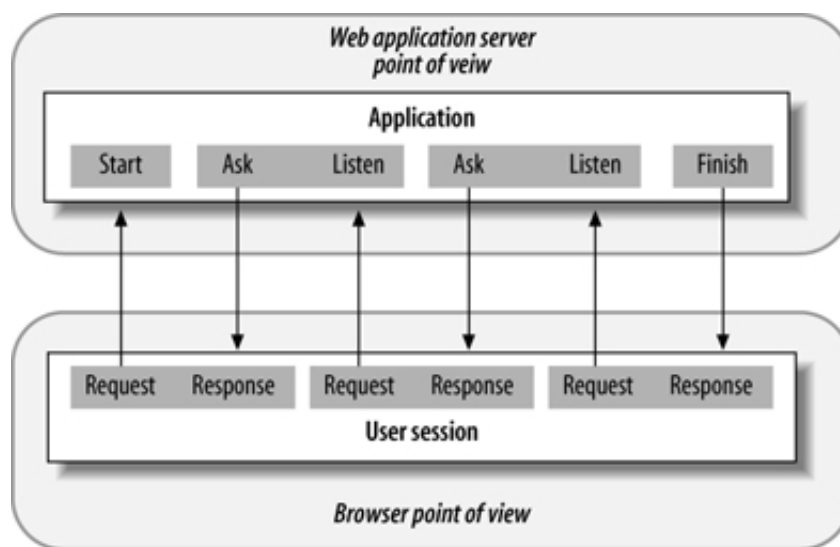 Web application server
point of veiw
Application
Start Ask Listen Ask Listen Finish
Request Response Request Response Request Response
User session
Browser point of view